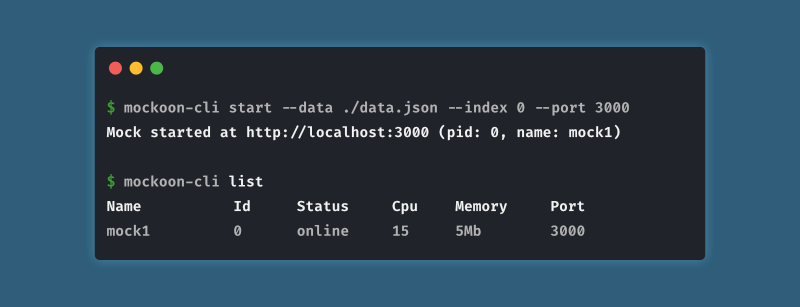 $ mockoon-cli start --data ./data.json --index 0 --port 3000
Mock started at http://localhost:3000 (pid: 0, name: mock1)
$ mockoon-cli list
Name Id Status Cpu Memory Port
mock1 0 online 15 5Mb 3000